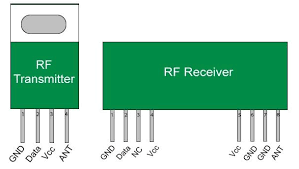 RF
Transmitter
1 2 3 4
GND Data Vcc ANT
RF Receiver
1 2 3 4
GND Data NC Vcc
5 6 7 8
Vcc GND GND ANT